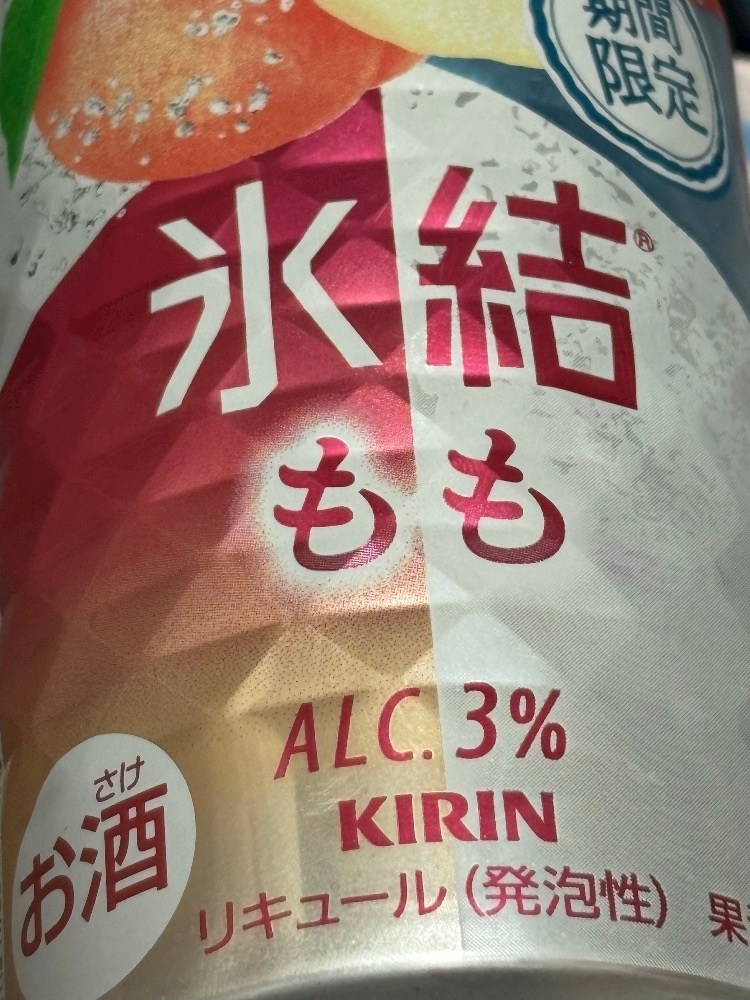 期間
限定
氷結®
もも
ALC. 3%
KIRIN
さけ
お酒
リキュール(発泡性)
果